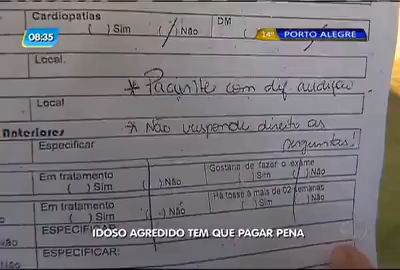 Cardiopatias
DM
( ) Sim ( ) Não
08:35
14º PORTO ALEGRE
Local.
* Paciente com def audição
Local
* Não responde direito as
perguntas!
Anteriores
Especificar
Gostaria de fazer o exame
Em tratamento ( ) Sim ( ) Não
( ) Sim ( ) Não
Há tosse a mais de 02 semanas
Em tratamento ( ) Sim ( ) Não
( ) Sim ( ) Não
IDOSO AGREDIDO TEM QUE PAGAR PENA
ESPECIFICAR:
Não
ESPECIFICAR: